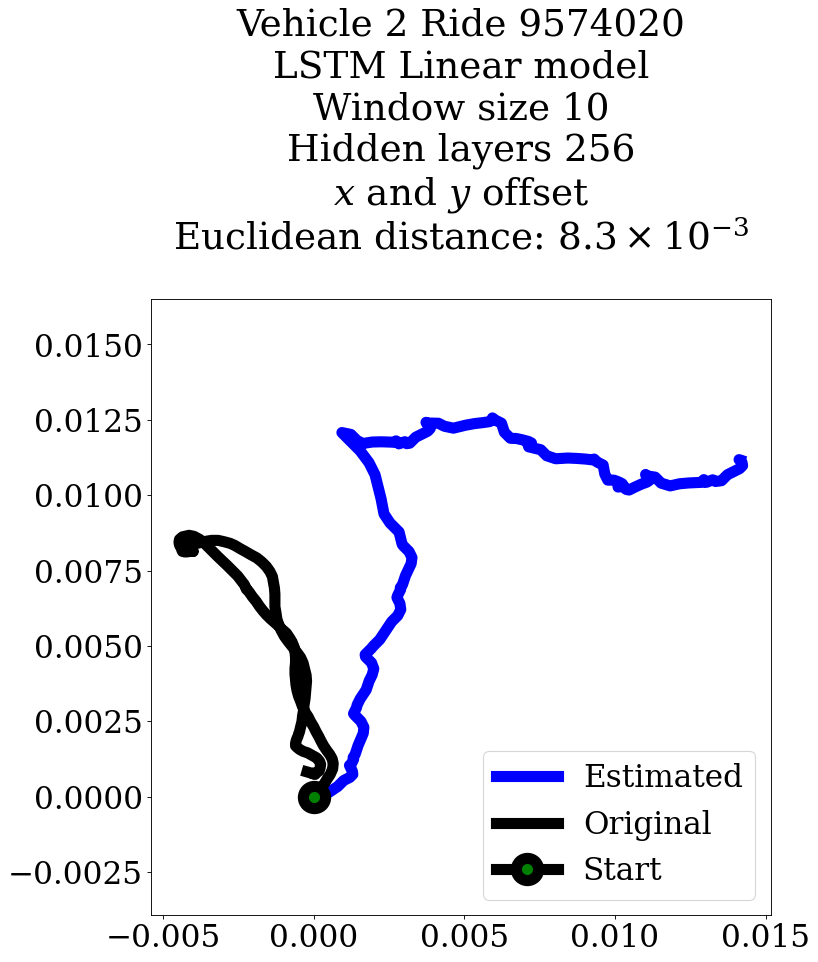 Vehicle 2 Ride 9574020
LSTM Linear model
Window size 10
Hidden layers 256
x and y offset
Euclidean distance: 8.3 × 10⁻³
0.0150
0.0125
0.0100
0.0075
0.0050
0.0025
0.0000
−0.0025
Estimated
Original
Start
−0.005 0.000 0.005 0.010 0.015